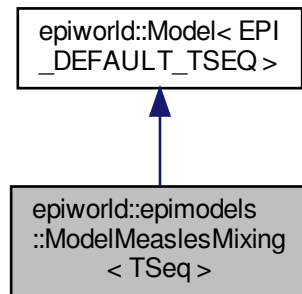 epiworld::Model< EPI
_DEFAULT_TSEQ >
epiworld::epimodels
::ModelMeaslesMixing
< TSeq >